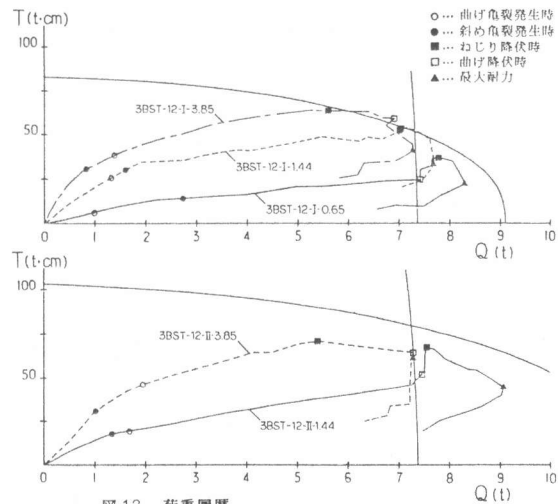 T(t·cm)
○… 曲げ亀裂発生時
●… 斜め亀裂発生時
■… ねじり降伏時
□… 曲げ降伏時
▲… 最大耐力
100
50
3BST-12-I-3.85
3BST-12-I-1.44
3BST-12-I-0.65
0 1 2 3 4 5 6 7 8 9 10
Q(t)
T(t·cm)
100
50
3BST-12-II-3.85
3BST-12-II-1.44
0 1 2 3 4 5 6 7 8 9 10
Q(t)
図12 荷重履歴